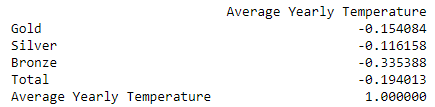 Average Yearly Temperature
Gold -0.154084
Silver -0.116158
Bronze -0.335388
Total -0.194013
Average Yearly Temperature 1.000000